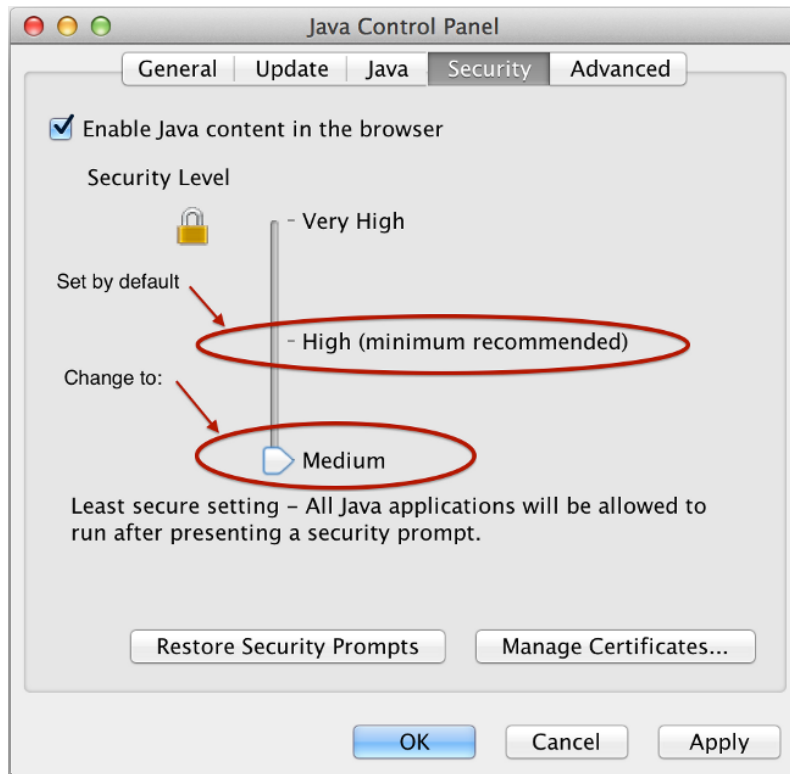 Java Control Panel
General Update Java Security Advanced
Enable Java content in the browser
Security Level
- Very High
Set by default
- High (minimum recommended)
Change to:
Medium
Least secure setting – All Java applications will be allowed to
run after presenting a security prompt.
Restore Security Prompts Manage Certificates...
OK Cancel Apply